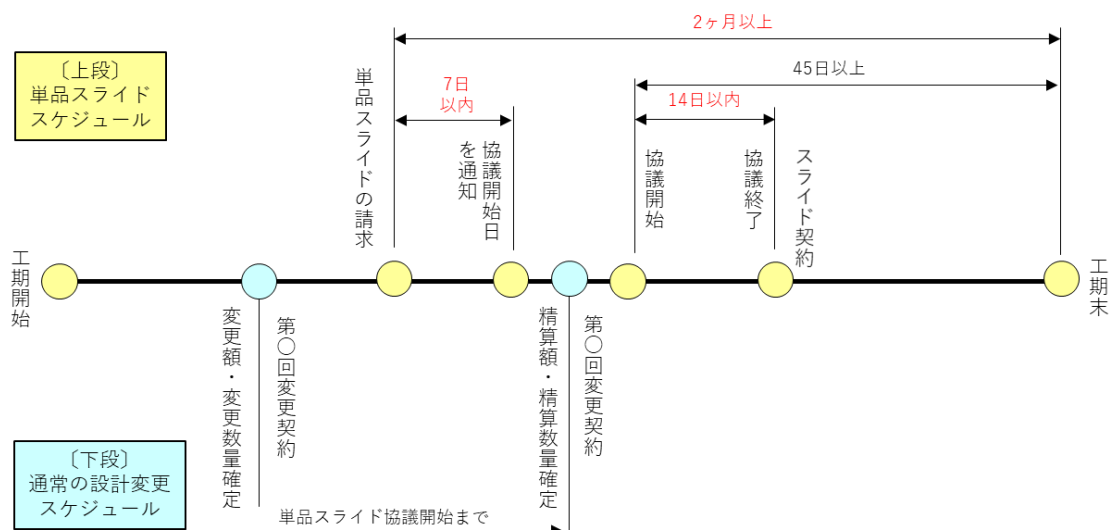 2ヶ月以上
〔上段〕
単品スライド
スケジュール
45日以上
7日
以内
14日以内
単品スライドの請求
協議開始日
を通知
協議開始
協議終了
スライド契約
工期開始
工期末
変更額・変更数量確定
第〇回変更契約
精算額・精算数量確定
第〇回変更契約
〔下段〕
通常の設計変更
スケジュール
単品スライド協議開始まで